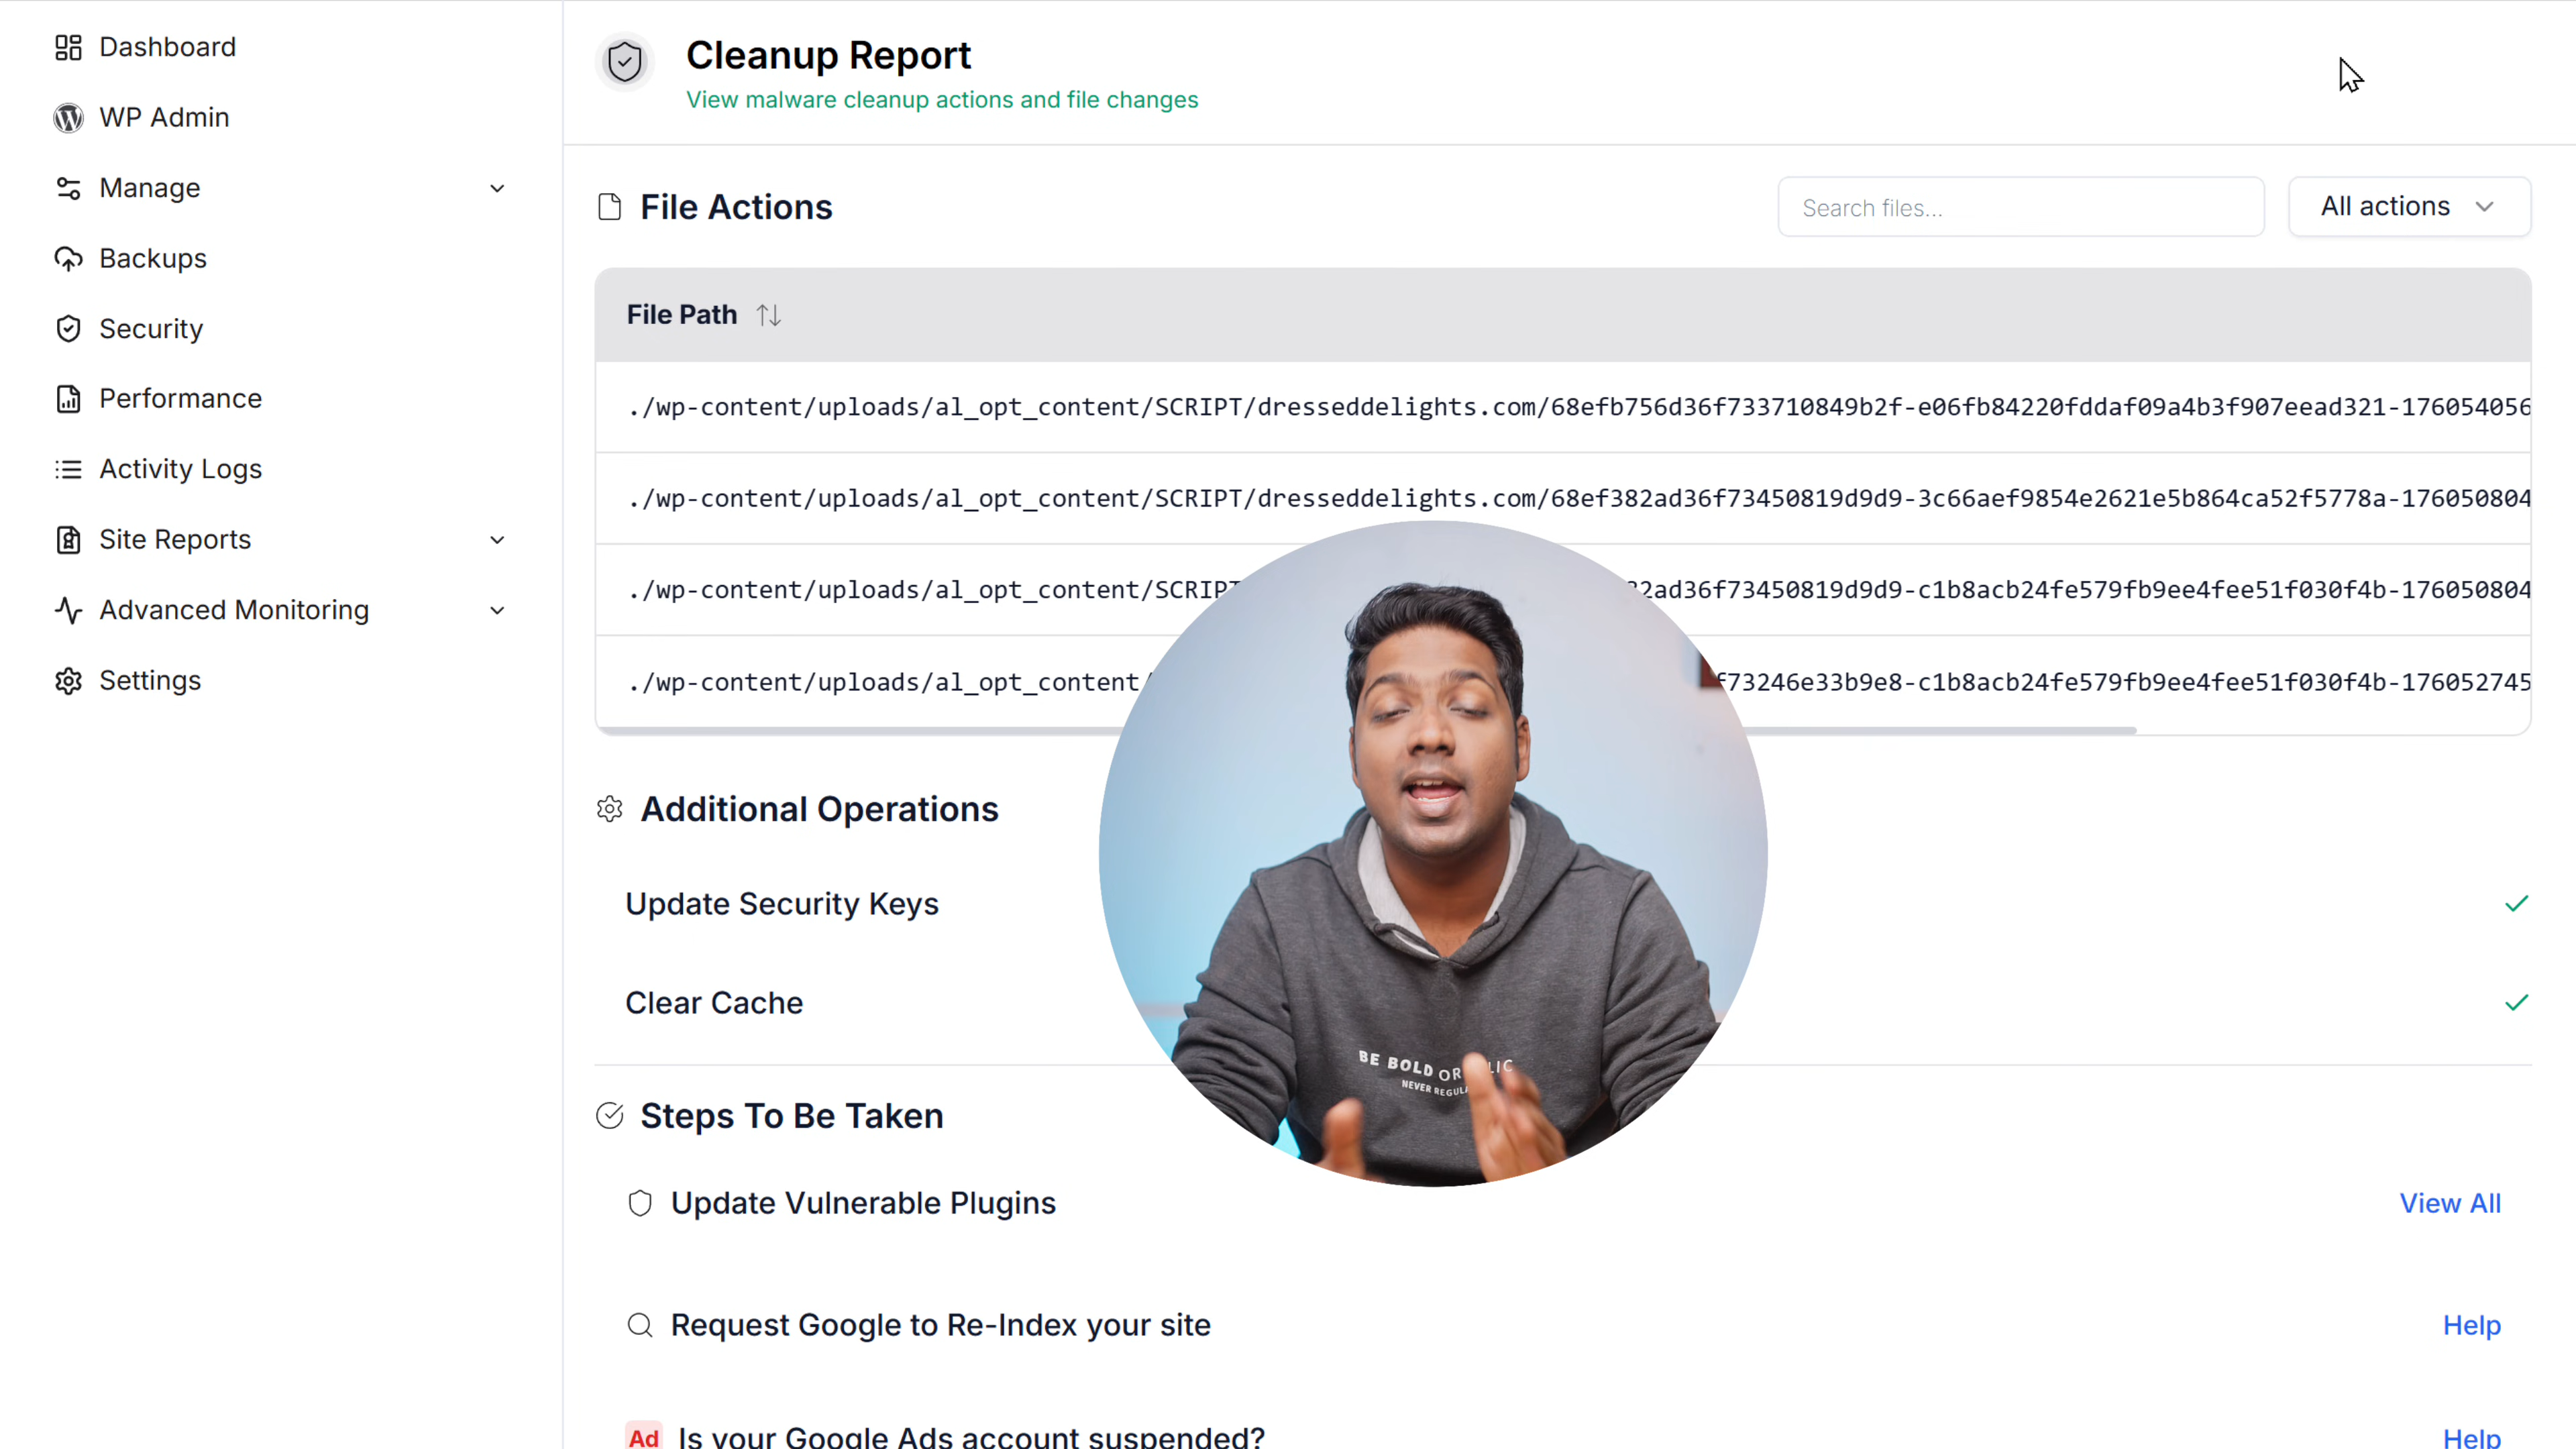 Dashboard
WP Admin
Manage
Backups
Security
Performance
Activity Logs
Site Reports
Advanced Monitoring
Settings
Cleanup Report
View malware cleanup actions and file changes
File Actions
Search files...
All actions
File Path
./wp-content/uploads/al_opt_content/SCRIPT/dresseddelights.com/68efb756d36f733710849b2f-e06fb84220fddaf09a4b3f907eead321-176054056
./wp-content/uploads/al_opt_content/SCRIPT/dresseddelights.com/68ef382ad36f73450819d9d9-3c66aef9854e2621e5b864ca52f5778a-176050804
./wp-content/uploads/al_opt_content/SCRIPT 2ad36f73450819d9d9-c1b8acb24fe579fb9ee4fee51f030f4b-176050804
./wp-content/uploads/al_opt_content f73246e33b9e8-c1b8acb24fe579fb9ee4fee51f030f4b-176052745
Additional Operations
Update Security Keys
Clear Cache
BE BOLD OR LIC
NEVER REGUL
Steps To Be Taken
Update Vulnerable Plugins
View All
Request Google to Re-Index your site
Help
Ad Is your Google Ads account suspended?
Help